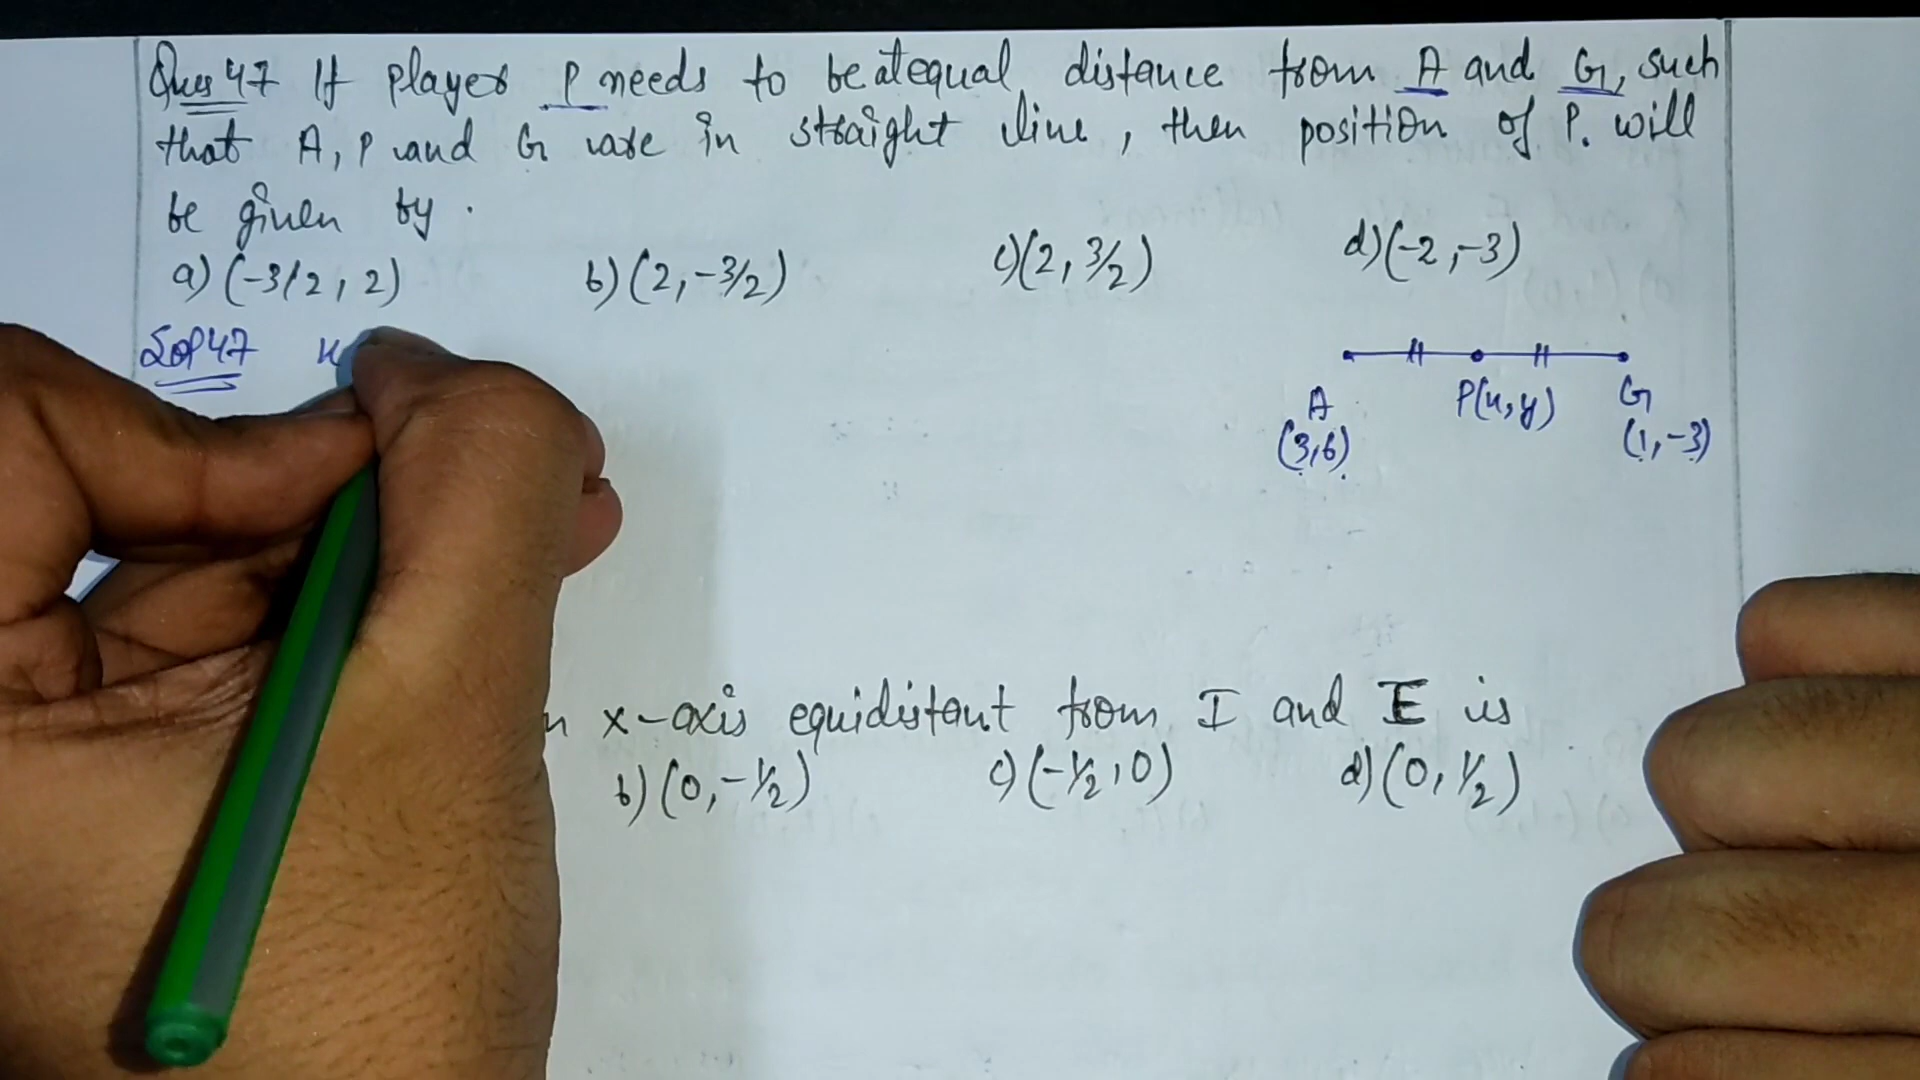 Ques 47 If player P needs to be at equal distance from A and G, such
that A, P and G are in straight line, then position of P. will
be given by.
a) (-3/2, 2) b) (2, -3/2) c) (2, 3/2) d) (-2, -3)
Sol 47 x
A P(x, y) G
(3,6) (1, -3)
x-axis equidistant from I and E is
b) (0, -1/2) c) (-1/2, 0) d) (0, 1/2)